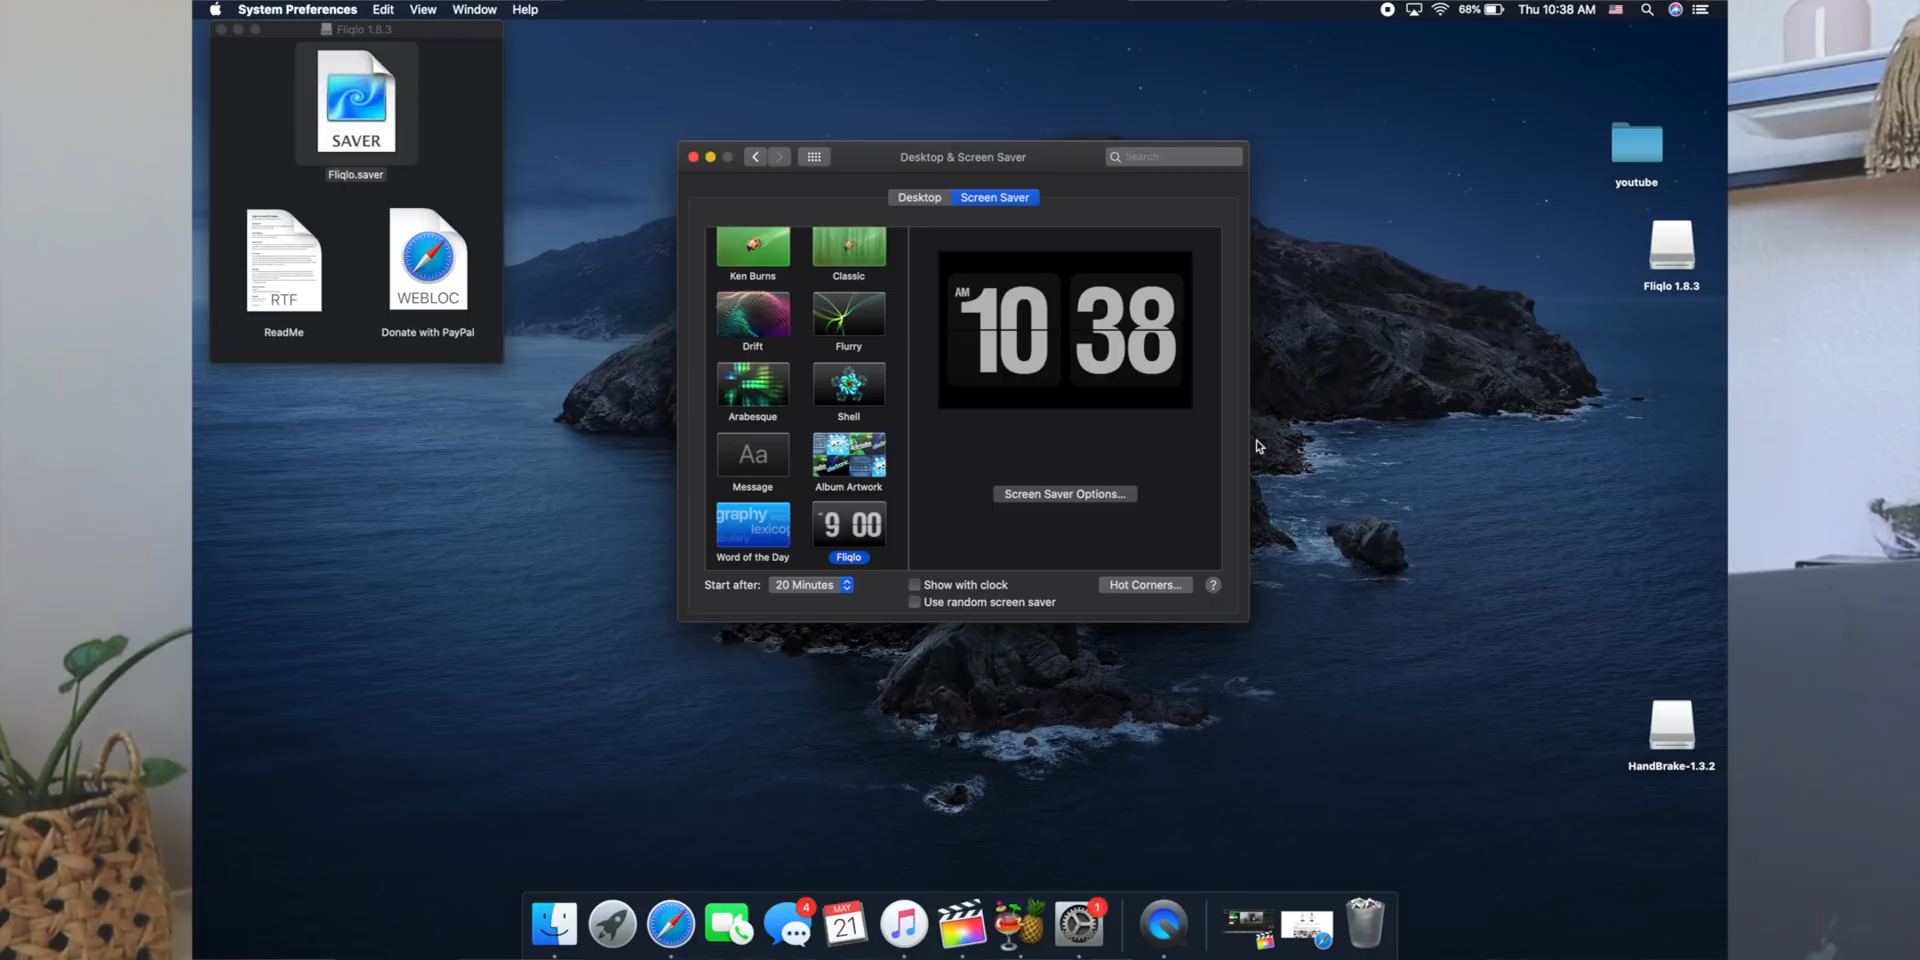 System Preferences Edit View Window Help
68% Thu 10:38 AM
Fliqlo 1.8.3
SAVER
Fliqlo.saver
RTF
WEBLOC
ReadMe
Donate with PayPal
Desktop & Screen Saver
Search
Desktop
Screen Saver
Ken Burns
Classic
Drift
Flurry
Arabesque
Shell
Aa
Message
Album Artwork
graphy
lexicog
Word of the Day
9 00
Fliqlo
AM
10 38
Screen Saver Options...
Start after: 20 Minutes
Show with clock
Use random screen saver
Hot Corners...
?
youtube
Fliqlo 1.8.3
HandBrake-1.3.2
4
MAY
21
1